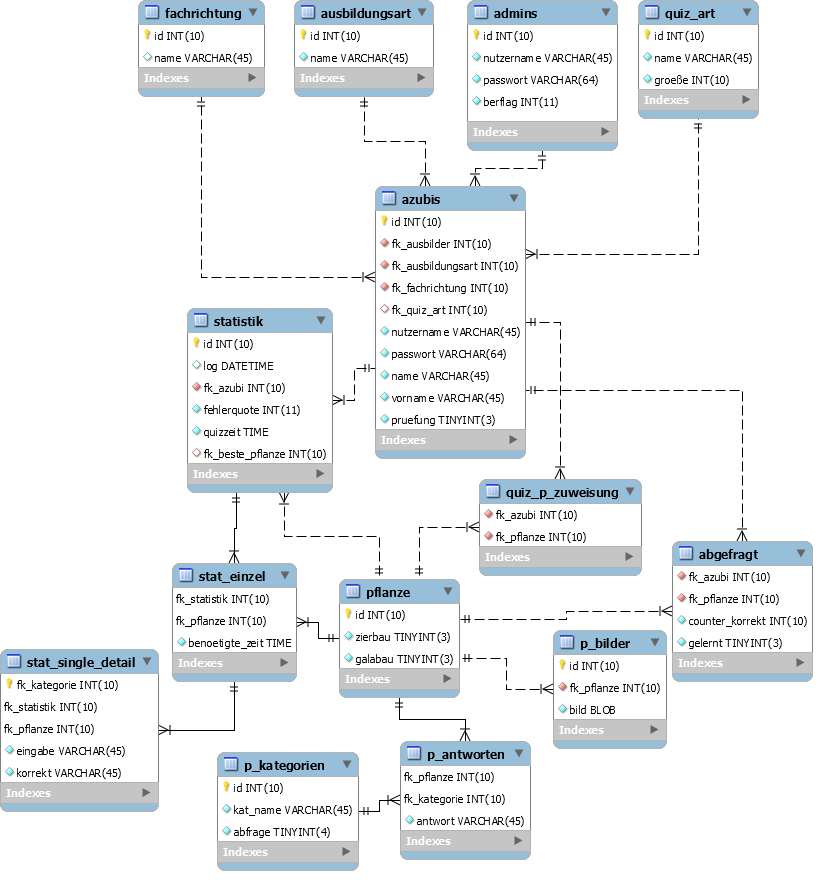 fachrichtung
id INT(10)
name VARCHAR(45)
Indexes
ausbildungsart
id INT(10)
name VARCHAR(45)
Indexes
admins
id INT(10)
nutzername VARCHAR(45)
passwort VARCHAR(64)
berflag INT(11)
Indexes
quiz_art
id INT(10)
name VARCHAR(45)
groeße INT(10)
Indexes
azubis
id INT(10)
fk_ausbilder INT(10)
fk_ausbildungsart INT(10)
fk_fachrichtung INT(10)
fk_quiz_art INT(10)
nutzername VARCHAR(45)
passwort VARCHAR(64)
name VARCHAR(45)
vorname VARCHAR(45)
pruefung TINYINT(3)
Indexes
statistik
id INT(10)
log DATETIME
fk_azubi INT(10)
fehlerquote INT(11)
quizzeit TIME
fk_beste_pflanze INT(10)
Indexes
quiz_p_zuweisung
fk_azubi INT(10)
fk_pflanze INT(10)
Indexes
abgefragt
fk_azubi INT(10)
fk_pflanze INT(10)
counter_korrekt INT(10)
gelernt TINYINT(3)
Indexes
stat_einzel
fk_statistik INT(10)
fk_pflanze INT(10)
benoetigte_zeit TIME
Indexes
pflanze
id INT(10)
zierbau TINYINT(3)
galabau TINYINT(3)
Indexes
p_bilder
id INT(10)
fk_pflanze INT(10)
bild BLOB
Indexes
stat_single_detail
fk_kategorie INT(10)
fk_statistik INT(10)
fk_pflanze INT(10)
eingabe VARCHAR(45)
korrekt VARCHAR(45)
Indexes
p_kategorien
id INT(10)
kat_name VARCHAR(45)
abfrage TINYINT(4)
Indexes
p_antworten
fk_pflanze INT(10)
fk_kategorie INT(10)
antwort VARCHAR(45)
Indexes